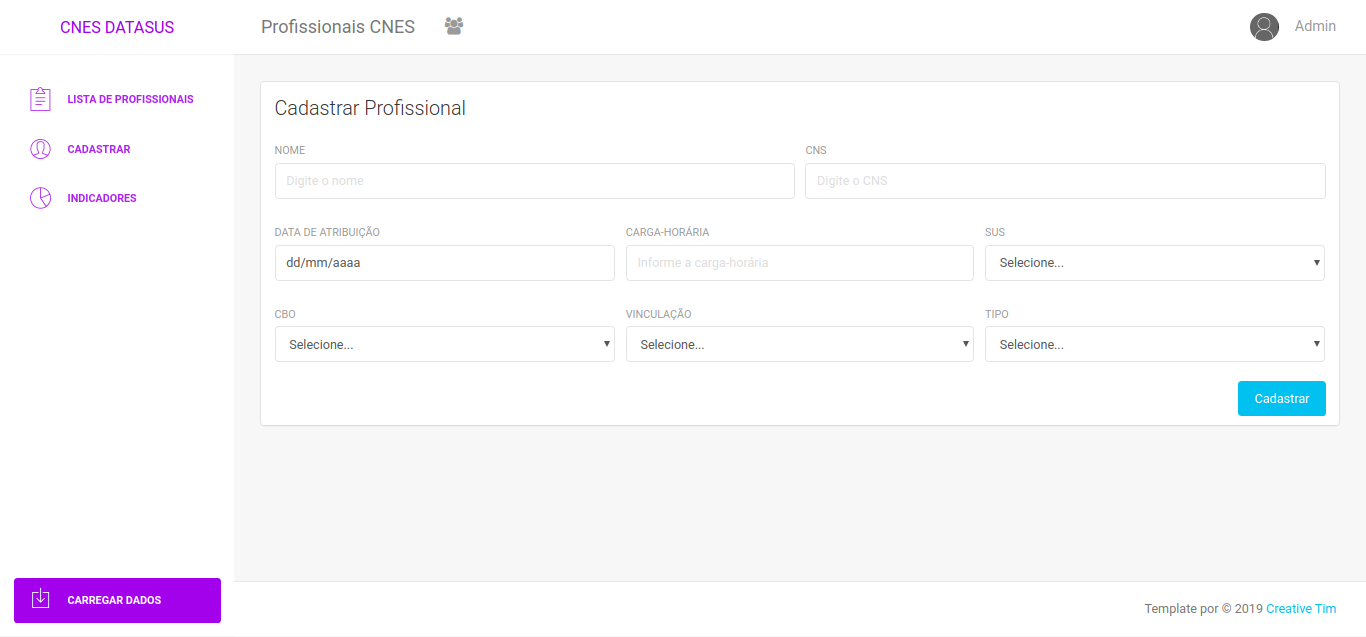 CNES DATASUS
Profissionais CNES
Admin
LISTA DE PROFISSIONAIS
CADASTRAR
INDICADORES
CARREGAR DADOS
Cadastrar Profissional
NOME CNS
Digite o nome Digite o CNS
DATA DE ATRIBUIÇÃO CARGA-HORÁRIA SUS
dd/mm/aaaa Informe a carga-horária Selecione...
CBO VINCULAÇÃO TIPO
Selecione... Selecione... Selecione...
Cadastrar
Template por © 2019 Creative Tim